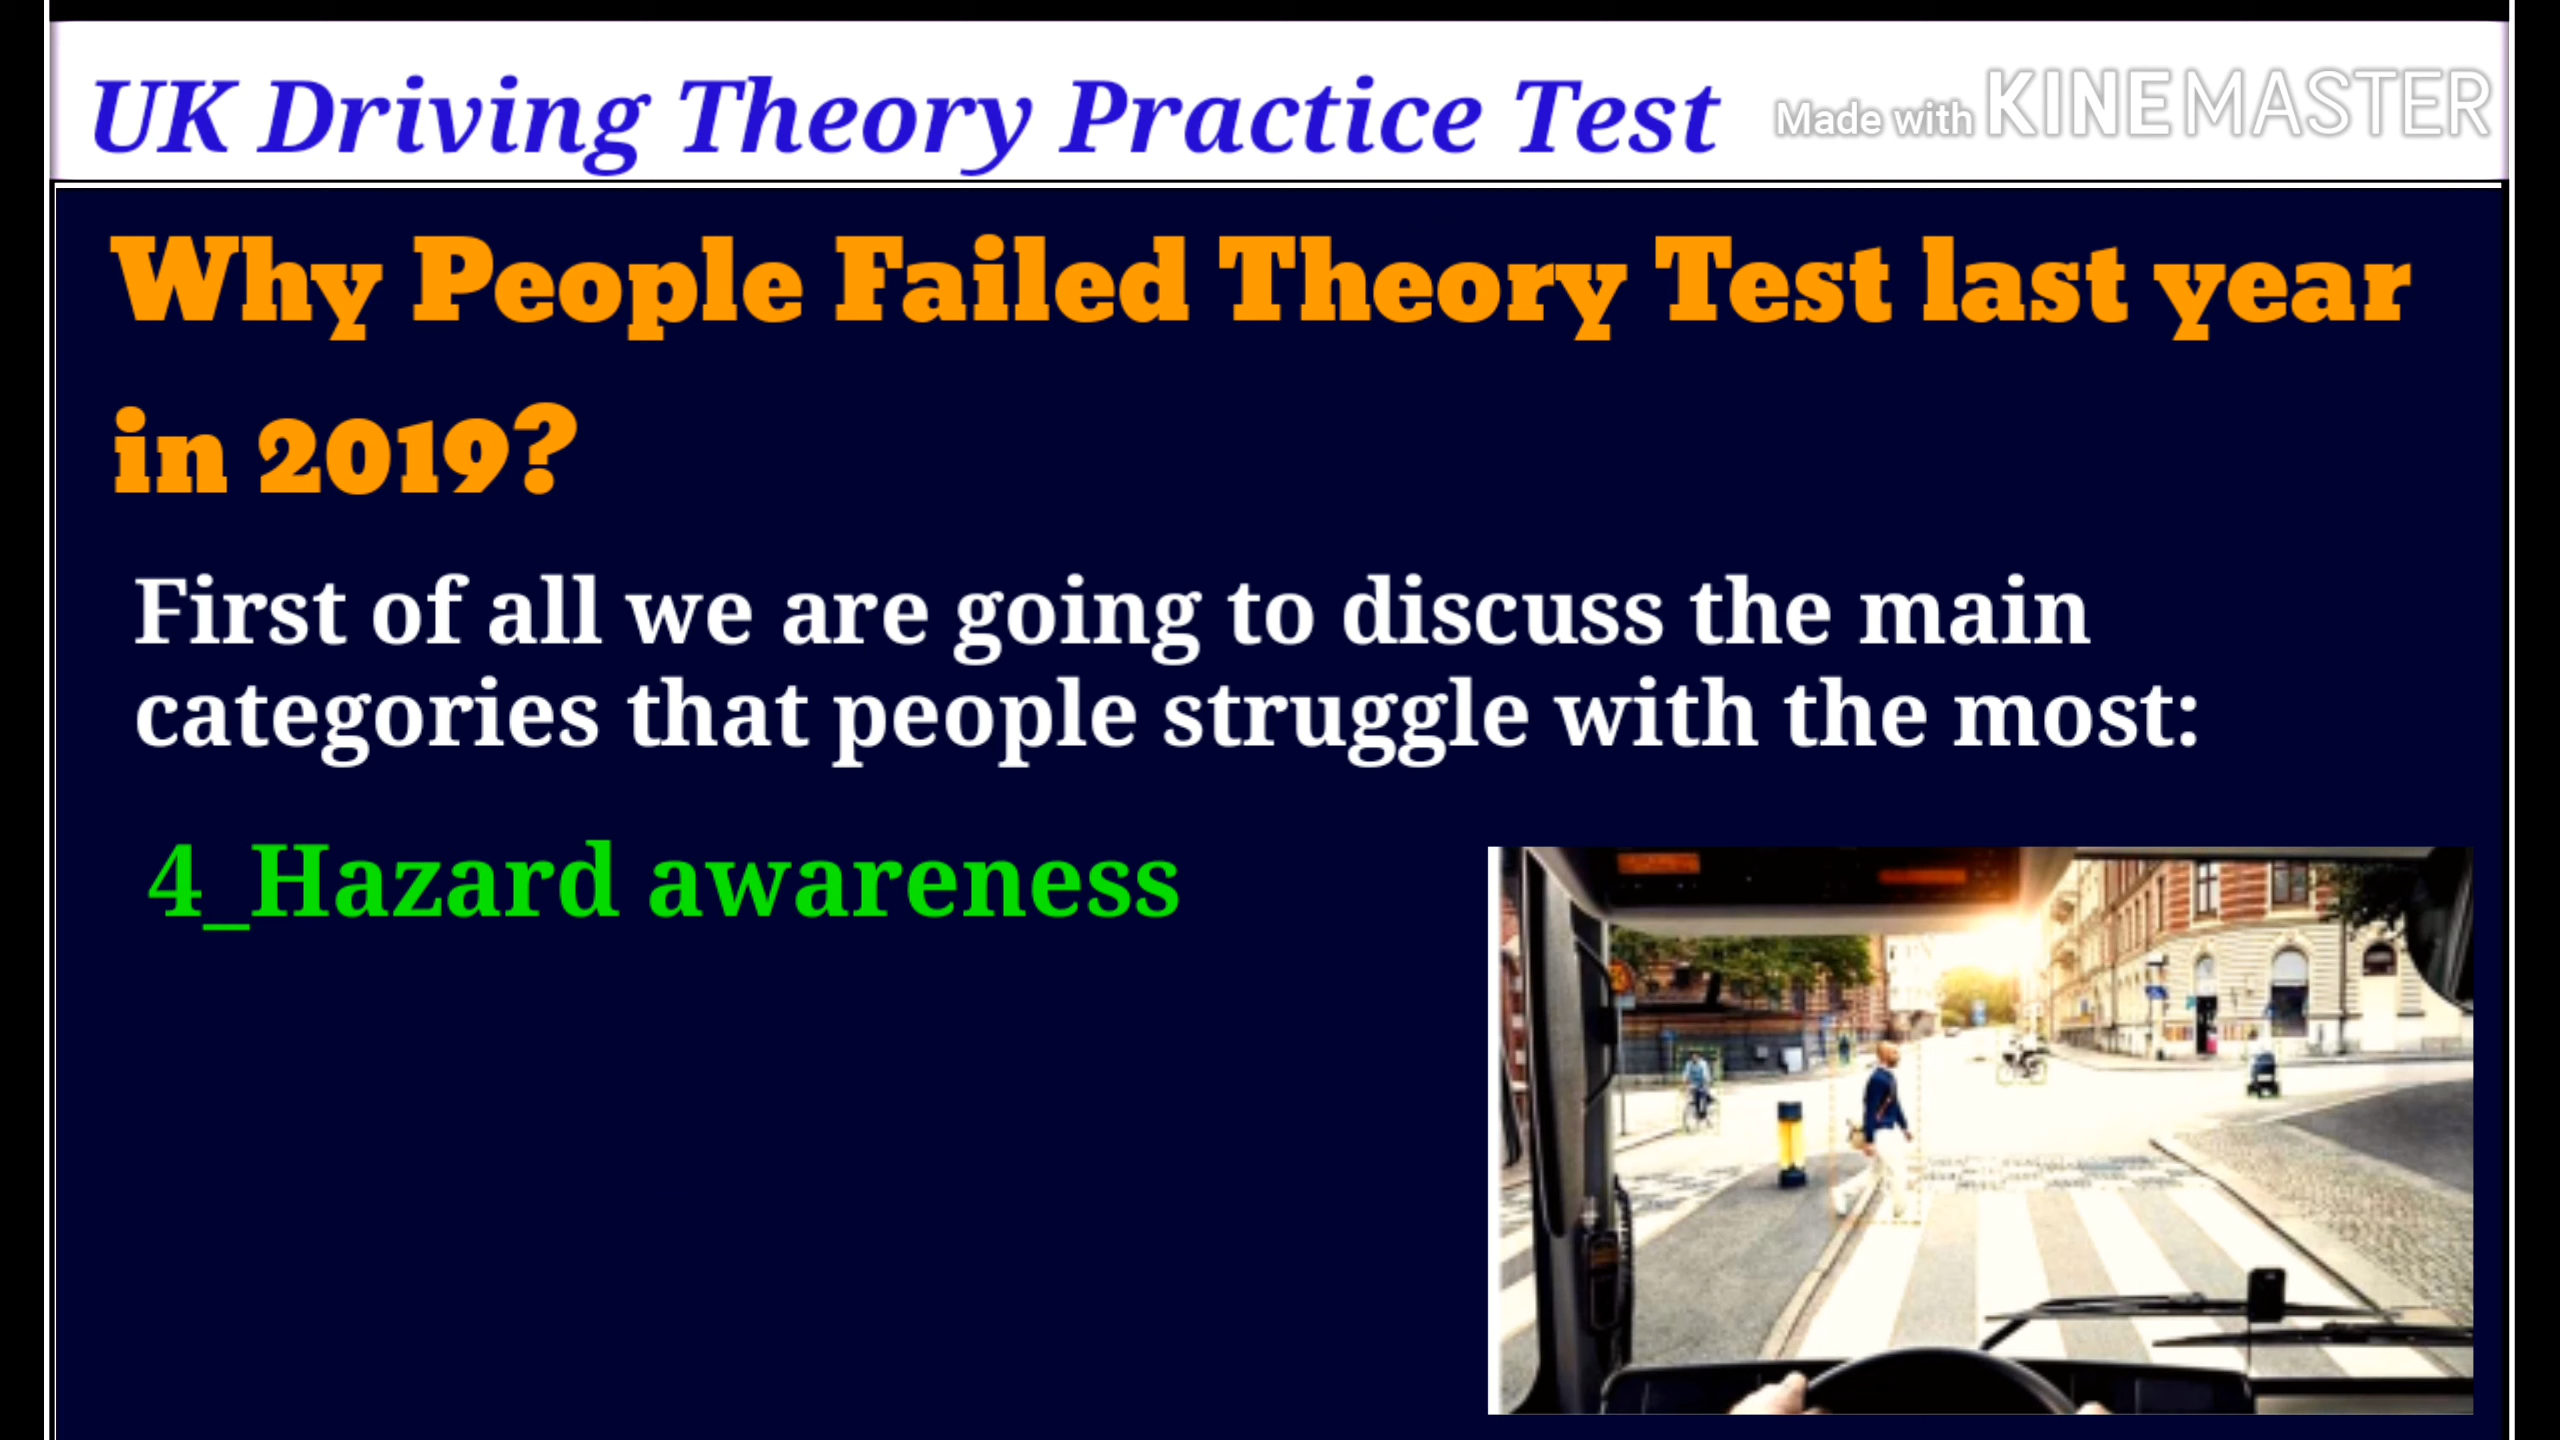 UK Driving Theory Practice Test
Made with KINEMASTER
Why People Failed Theory Test last year
in 2019?
First of all we are going to discuss the main
categories that people struggle with the most:
4_Hazard awareness